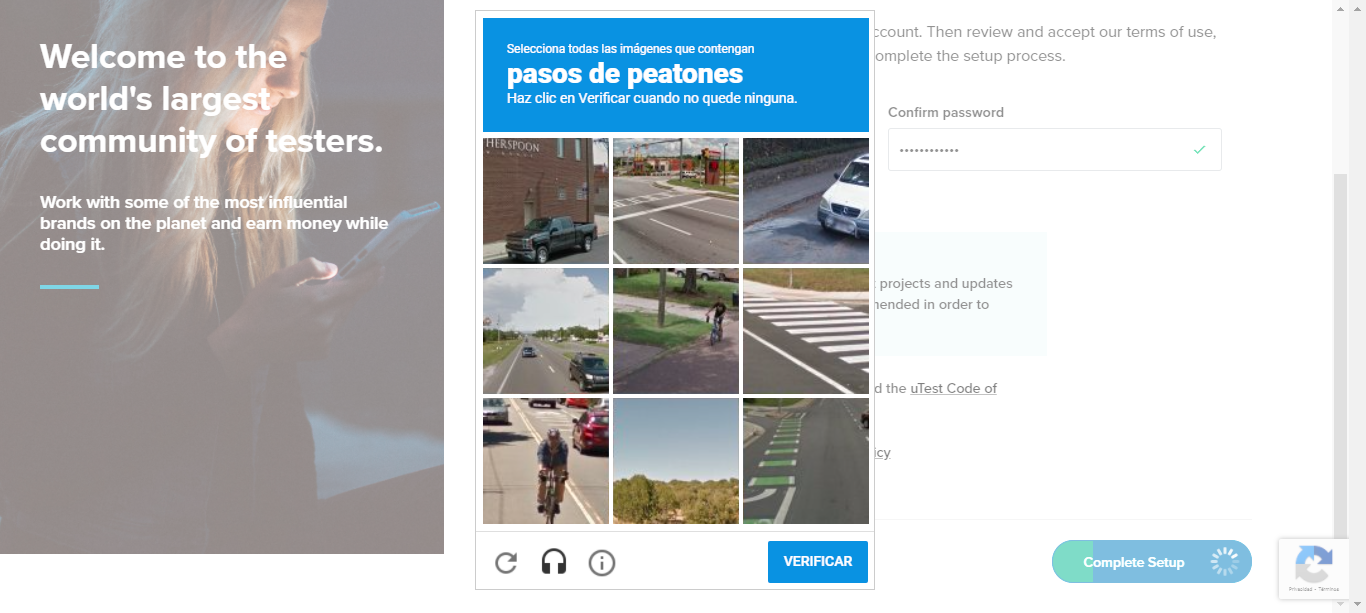 Welcome to the
world's largest
community of testers.
Work with some of the most influential
brands on the planet and earn money while
doing it.
Selecciona todas las imágenes que contengan
pasos de peatones
Haz clic en Verificar cuando no quede ninguna.
HERSPOON
VERIFICAR
ccount. Then review and accept our terms of use,
omplete the setup process.
Confirm password
••••••••••••
projects and updates
nended in order to
d the uTest Code of
icy
Complete Setup
Privacidad - Términos